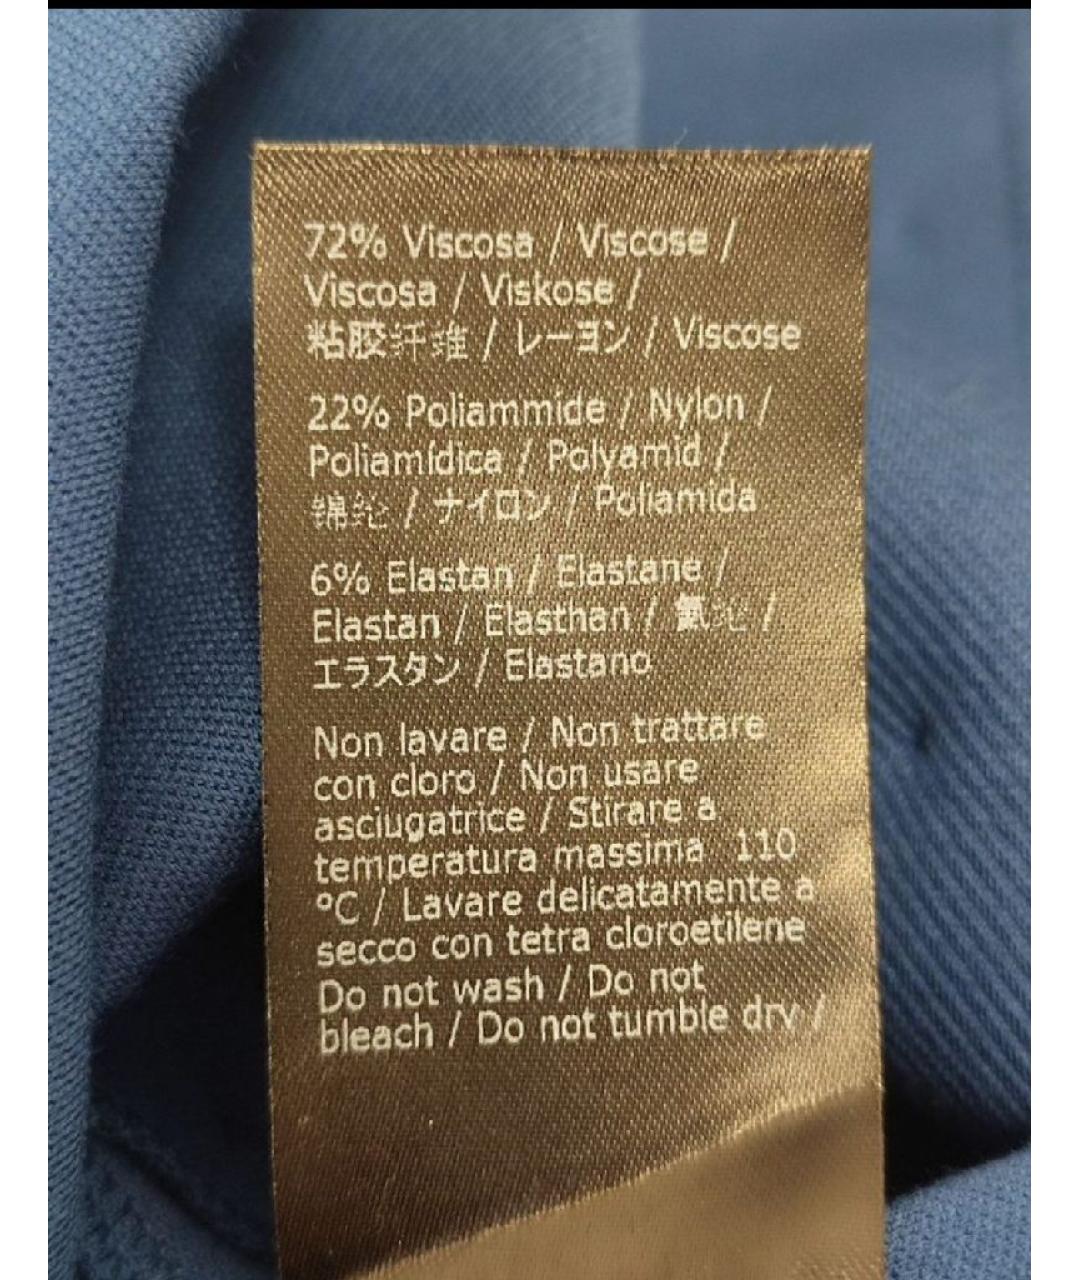 72% Viscosa / Viscose /
Viscosa / Viskose /
粘胶纤维 / レーヨン / Viscose
22% Poliammide / Nylon /
Poliamídica / Polyamid /
锦纶 / ナイロン / Poliamida
6% Elastan / Elastane /
Elastan / Elasthan / 氨纶 /
エラスタン / Elastano
Non lavare / Non trattare
con cloro / Non usare
asciugatrice / Stirare a
temperatura massima 110
°C / Lavare delicatamente a
secco con tetra cloroetilene
Do not wash / Do not
bleach / Do not tumble dry /